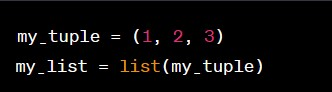 my_tuple = (1, 2, 3)
my_list = list(my_tuple)